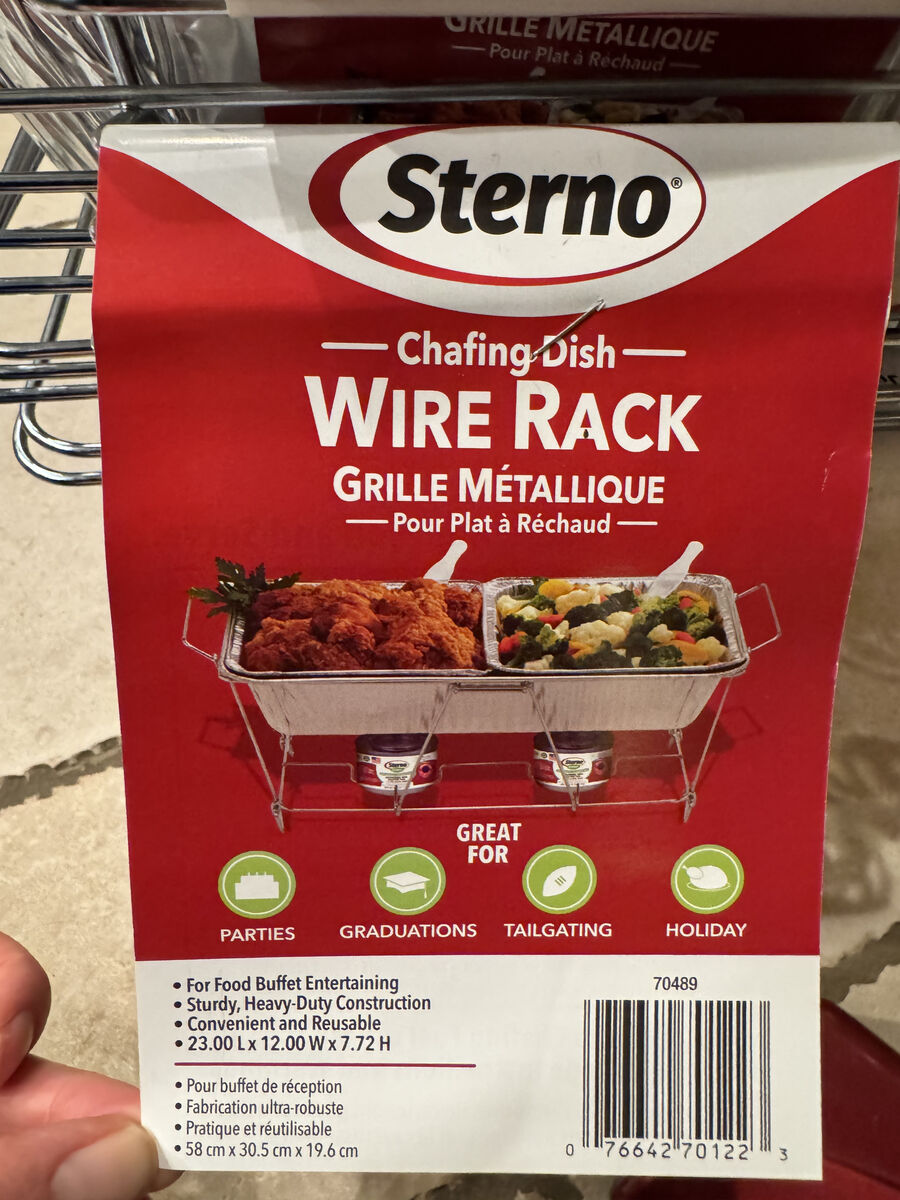 GRILLE MÉTALLIQUE
Pour Plat à Réchaud
Sterno®
Chafing Dish
WIRE RACK
GRILLE MÉTALLIQUE
Pour Plat à Réchaud
Sterno
Sterno
GREAT
FOR
PARTIES
GRADUATIONS
TAILGATING
HOLIDAY
• For Food Buffet Entertaining
• Sturdy, Heavy-Duty Construction
• Convenient and Reusable
• 23.00 L x 12.00 W x 7.72 H
• Pour buffet de réception
• Fabrication ultra-robuste
• Pratique et réutilisable
• 58 cm x 30.5 cm x 19.6 cm
70489
0 76642 70122 3